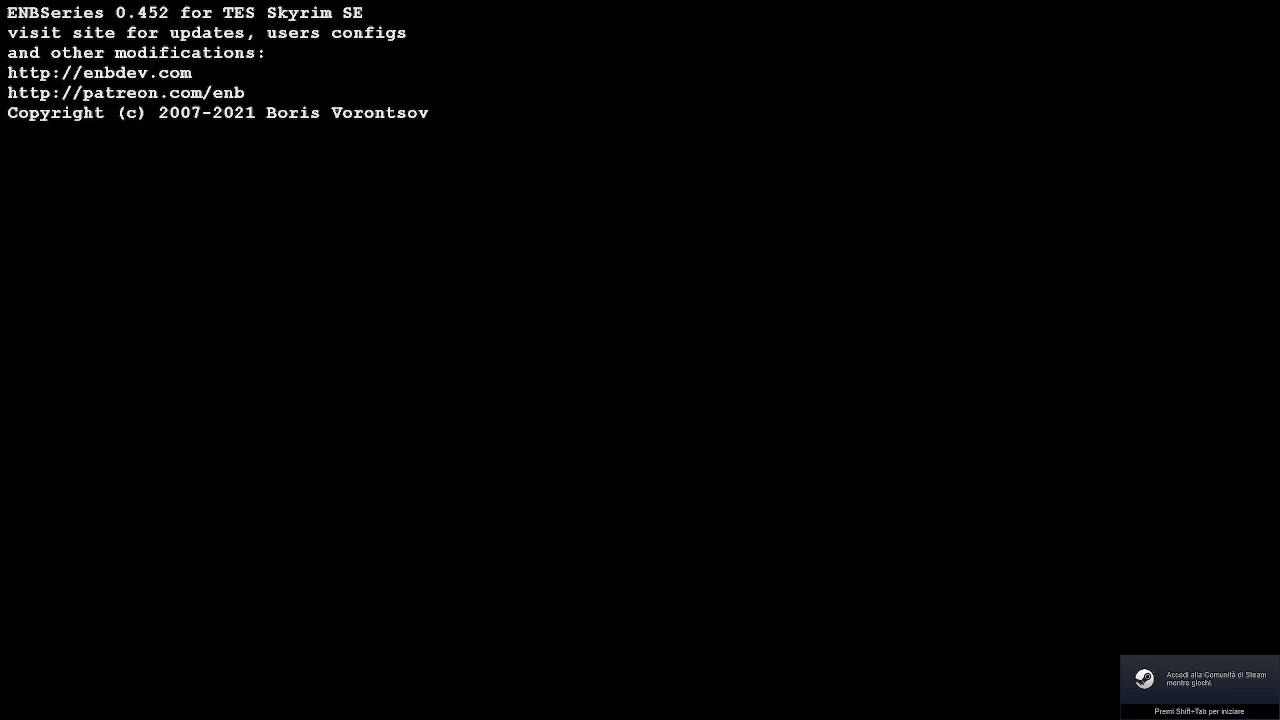 ENBSeries 0.452 for TES Skyrim SE
visit site for updates, users configs
and other modifications:
http://enbdev.com
http://patreon.com/enb
Copyright (c) 2007-2021 Boris Vorontsov
Accedi alla Comunità di Steam
mentre giochi.
Premi Shift+Tab per iniziare